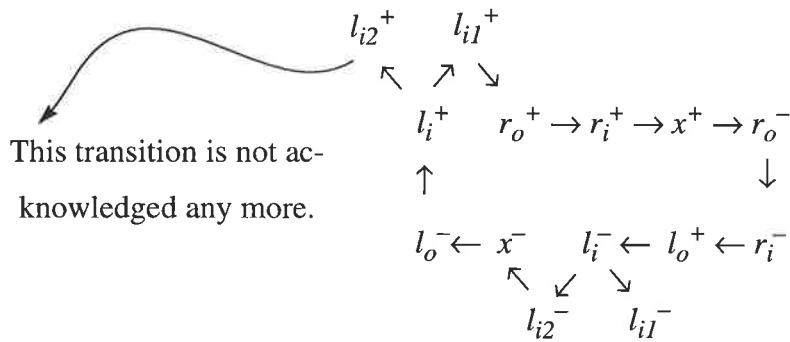 l_{i2}^+ l_{i1}^+
↖ ↗ ↘
l_i^+ r_o^+ → r_i^+ → x^+ → r_o^-
This transition is not ac-
↑ ↓
knowledged any more.
l_o^- ← x^- l_i^- ← l_o^+ ← r_i^-
↖ ↙ ↘
l_{i2}^- l_{i1}^-